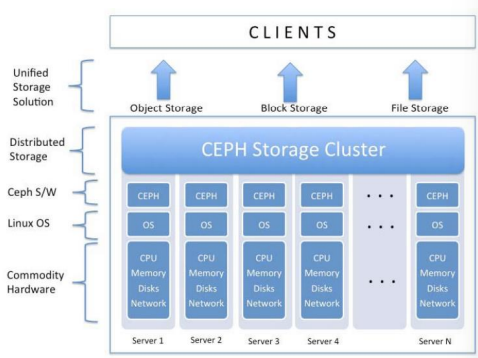 CLIENTS
Unified
Storage
Solution
Object Storage Block Storage File Storage
Distributed
Storage
CEPH Storage Cluster
Ceph S/W
CEPH CEPH CEPH CEPH ... CEPH
Linux OS
OS OS OS OS ... OS
Commodity
Hardware
CPU CPU CPU CPU CPU
Memory Memory Memory Memory Memory
Disks Disks Disks Disks ... Disks
Network Network Network Network Network
Server 1 Server 2 Server 3 Server 4 Server N